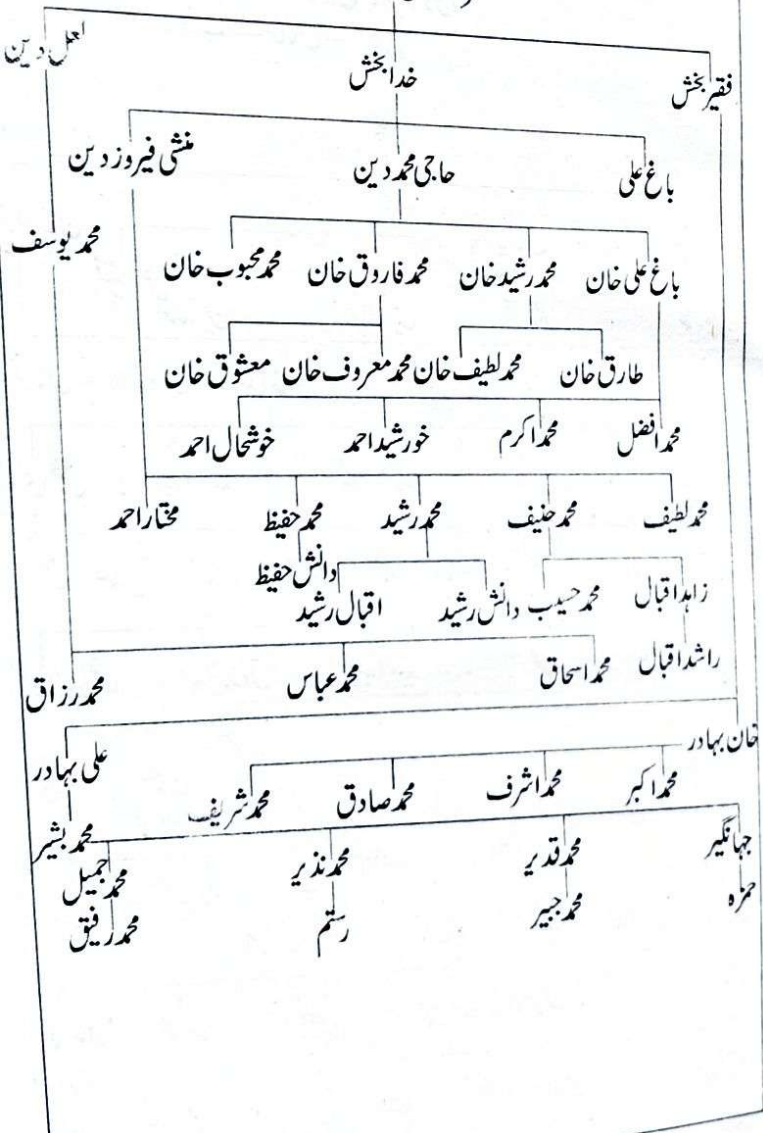 فقیر بخش خدا بخش لعل دین
باغ علی حاجی محمد دین منشی فیروز دین
محمد یوسف
باغ علی خان محمد رشید خان محمد فاروق خان محمد محبوب خان
طارق خان محمد لطیف خان محمد معروف خان معشوق خان
محمد افضل محمد اکرم خورشید احمد خوشحال احمد
محمد لطیف محمد حنیف محمد رشید محمد حفیظ مختار احمد
دانش حفیظ
زاہد اقبال محمد حسیب دانش رشید اقبال رشید
راشد اقبال محمد اسحاق محمد عباس محمد رزاق
خان بہادر علی بہادر
محمد اکبر محمد اشرف محمد صادق محمد شریف
محمد بشیر
جہانگیر محمد قدیر محمد نذیر محمد جمیل
حمزہ محمد جبیر رستم محمد رفیق